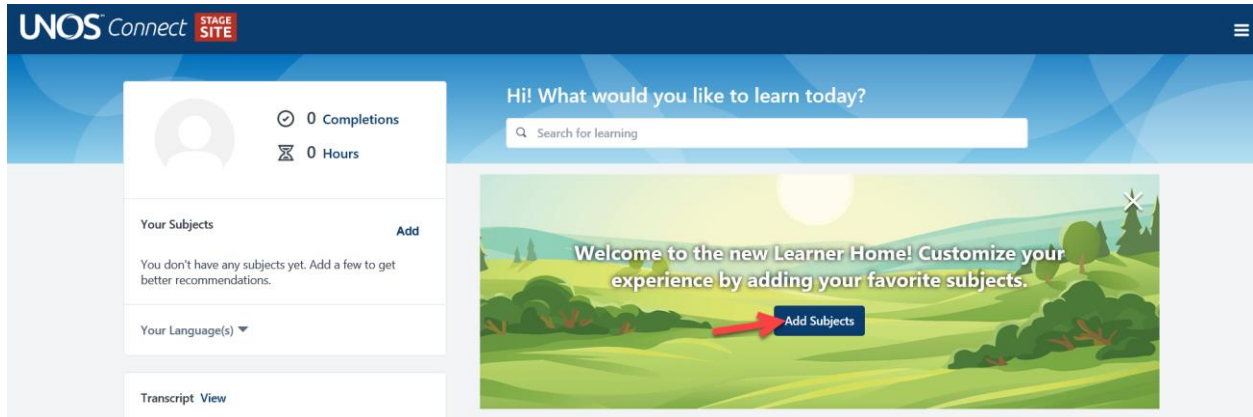 UNOS Connect STAGE SITE
0 Completions
0 Hours
Your Subjects
Add
You don't have any subjects yet. Add a few to get
better recommendations.
Your Language(s)
Transcript View
Hi! What would you like to learn today?
Search for learning
Welcome to the new Learner Home! Customize your
experience by adding your favorite subjects.
Add Subjects